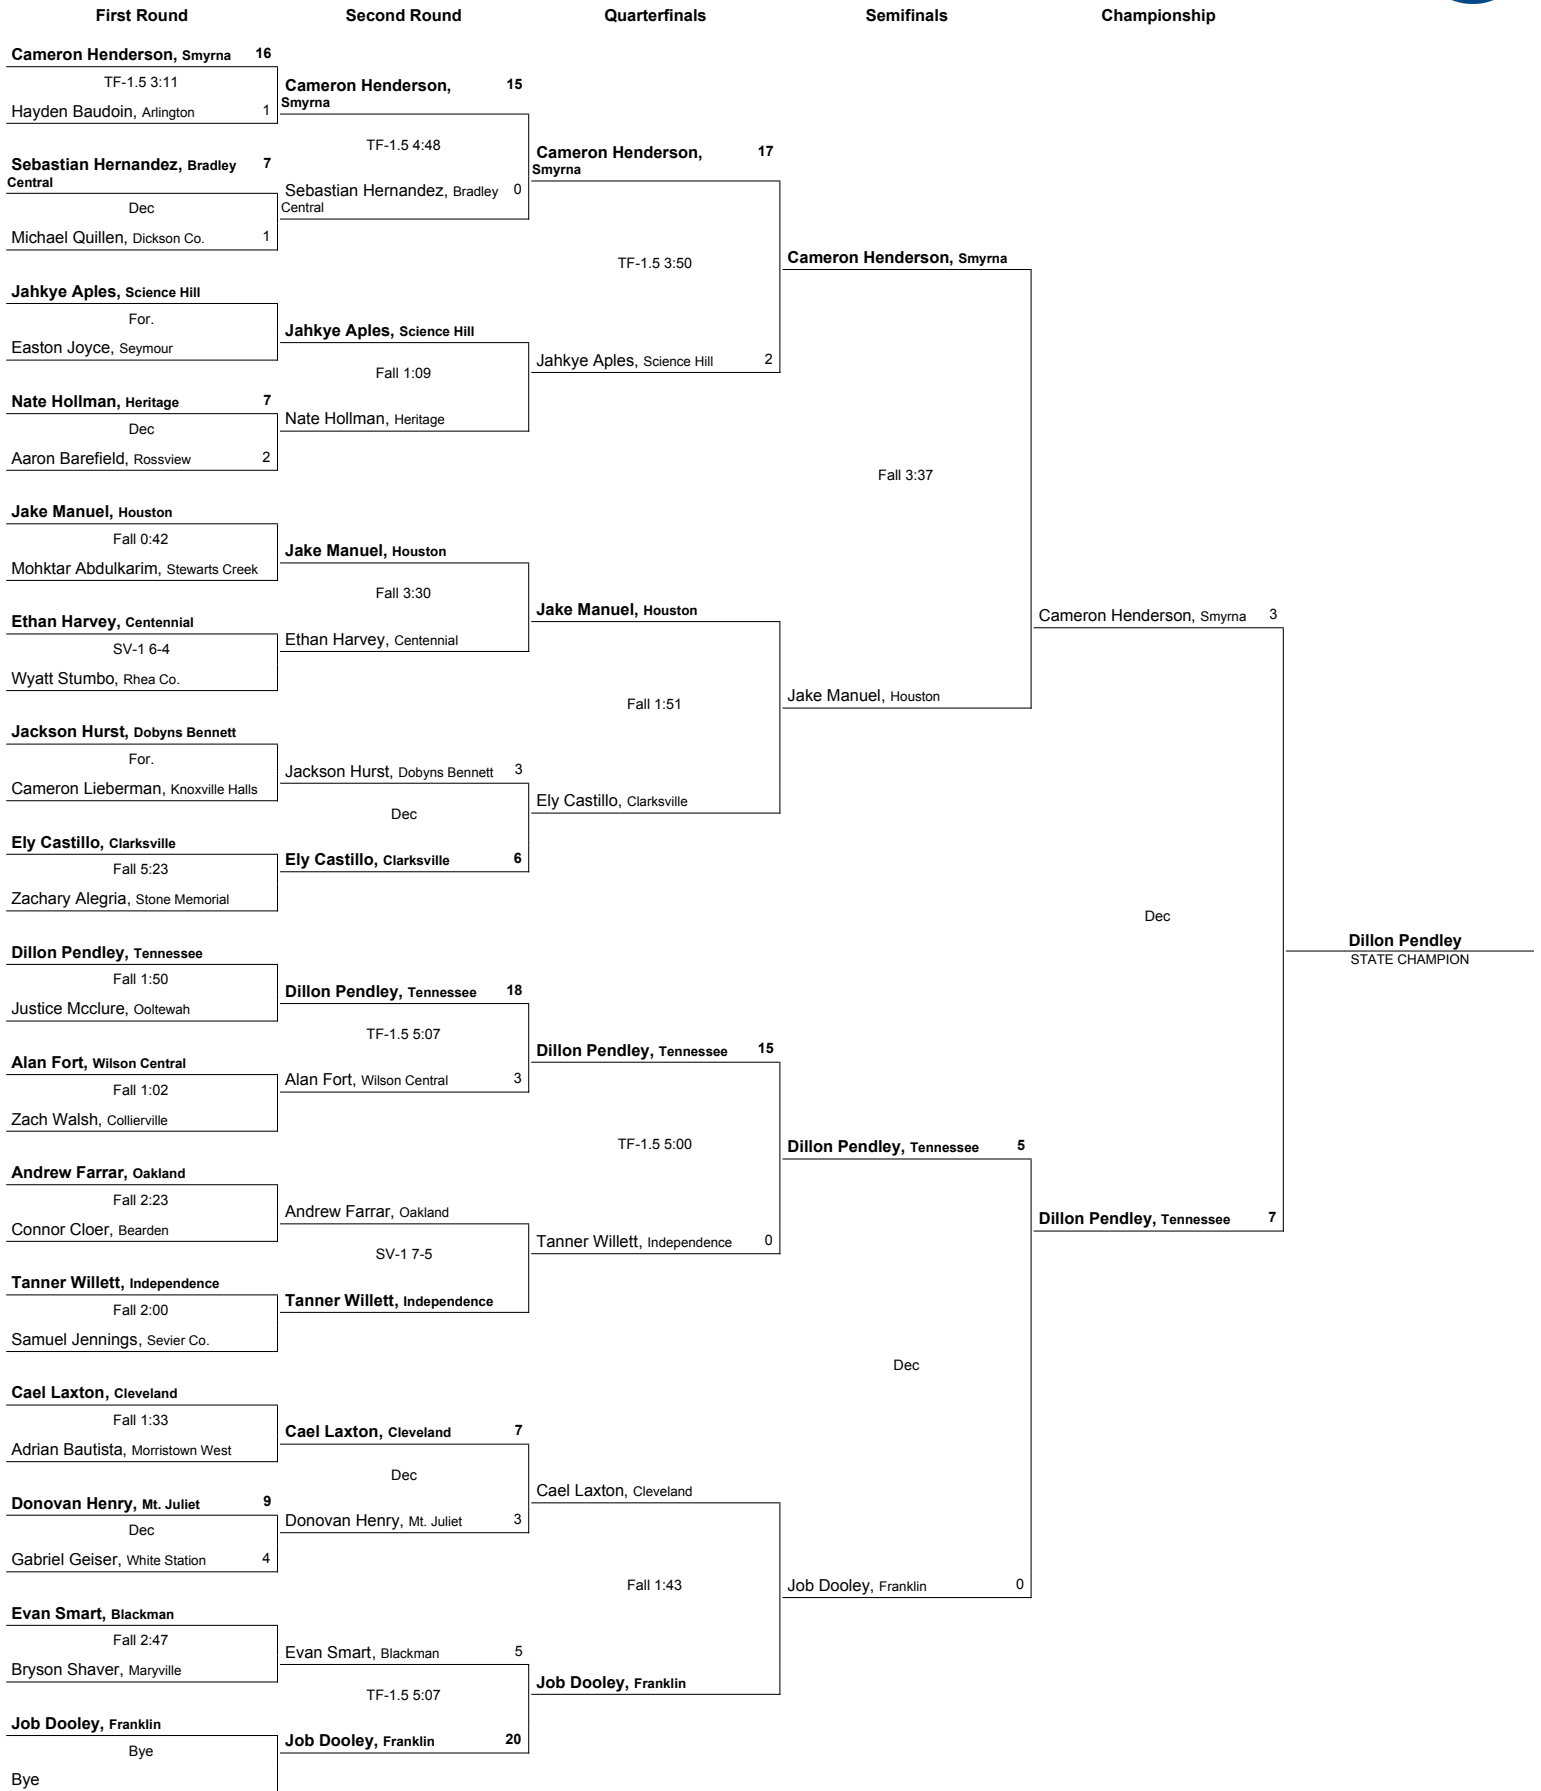 First Round
Second Round
Quarterfinals
Semifinals
Championship
Cameron Henderson, Smyrna 16
TF-1.5 3:11
Hayden Baudoin, Arlington 1
Sebastian Hernandez, Bradley Central 7
Dec
Michael Quillen, Dickson Co. 1
Jahkye Aples, Science Hill
For.
Easton Joyce, Seymour
Nate Hollman, Heritage 7
Dec
Aaron Barefield, Rossview 2
Jake Manuel, Houston
Fall 0:42
Mohktar Abdulkarim, Stewarts Creek
Ethan Harvey, Centennial
SV-1 6-4
Wyatt Stumbo, Rhea Co.
Jackson Hurst, Dobyns Bennett
For.
Cameron Lieberman, Knoxville Halls
Ely Castillo, Clarksville
Fall 5:23
Zachary Alegria, Stone Memorial
Dillon Pendley, Tennessee
Fall 1:50
Justice Mcclure, Ooltewah
Alan Fort, Wilson Central
Fall 1:02
Zach Walsh, Collierville
Andrew Farrar, Oakland
Fall 2:23
Connor Cloer, Bearden
Tanner Willett, Independence
Fall 2:00
Samuel Jennings, Sevier Co.
Cael Laxton, Cleveland
Fall 1:33
Adrian Bautista, Morristown West
Donovan Henry, Mt. Juliet 9
Dec
Gabriel Geiser, White Station 4
Evan Smart, Blackman
Fall 2:47
Bryson Shaver, Maryville
Job Dooley, Franklin
Bye
Bye
Cameron Henderson, Smyrna 15
TF-1.5 4:48
Sebastian Hernandez, Bradley Central 0
Jahkye Aples, Science Hill
Fall 1:09
Nate Hollman, Heritage
Jake Manuel, Houston
Fall 3:30
Ethan Harvey, Centennial
Jackson Hurst, Dobyns Bennett 3
Dec
Ely Castillo, Clarksville 6
Dillon Pendley, Tennessee 18
TF-1.5 5:07
Alan Fort, Wilson Central 3
Andrew Farrar, Oakland
SV-1 7-5
Tanner Willett, Independence
Cael Laxton, Cleveland 7
Dec
Donovan Henry, Mt. Juliet 3
Evan Smart, Blackman 5
TF-1.5 5:07
Job Dooley, Franklin 20
Cameron Henderson, Smyrna 17
TF-1.5 3:50
Jahkye Aples, Science Hill 2
Jake Manuel, Houston
Fall 1:51
Ely Castillo, Clarksville
Dillon Pendley, Tennessee 15
TF-1.5 5:00
Tanner Willett, Independence 0
Cael Laxton, Cleveland
Fall 1:43
Job Dooley, Franklin
Cameron Henderson, Smyrna
Fall 3:37
Jake Manuel, Houston
Dillon Pendley, Tennessee 5
Dec
Job Dooley, Franklin 0
Cameron Henderson, Smyrna 3
Dec
Dillon Pendley, Tennessee 7
Dillon Pendley
STATE CHAMPION